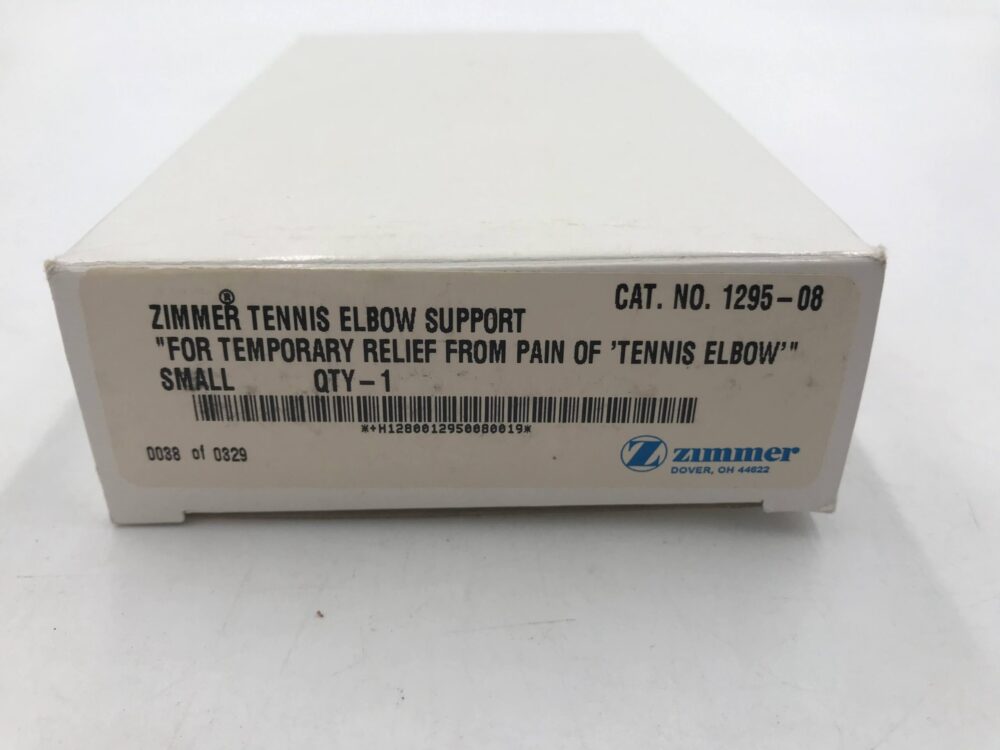 ZIMMER® TENNIS ELBOW SUPPORT
CAT. NO. 1295-08
"FOR TEMPORARY RELIEF FROM PAIN OF 'TENNIS ELBOW'"
SMALL QTY-1
*+H1280012950080019*
0038 of 0329
Z zimmer
DOVER, OH 44622